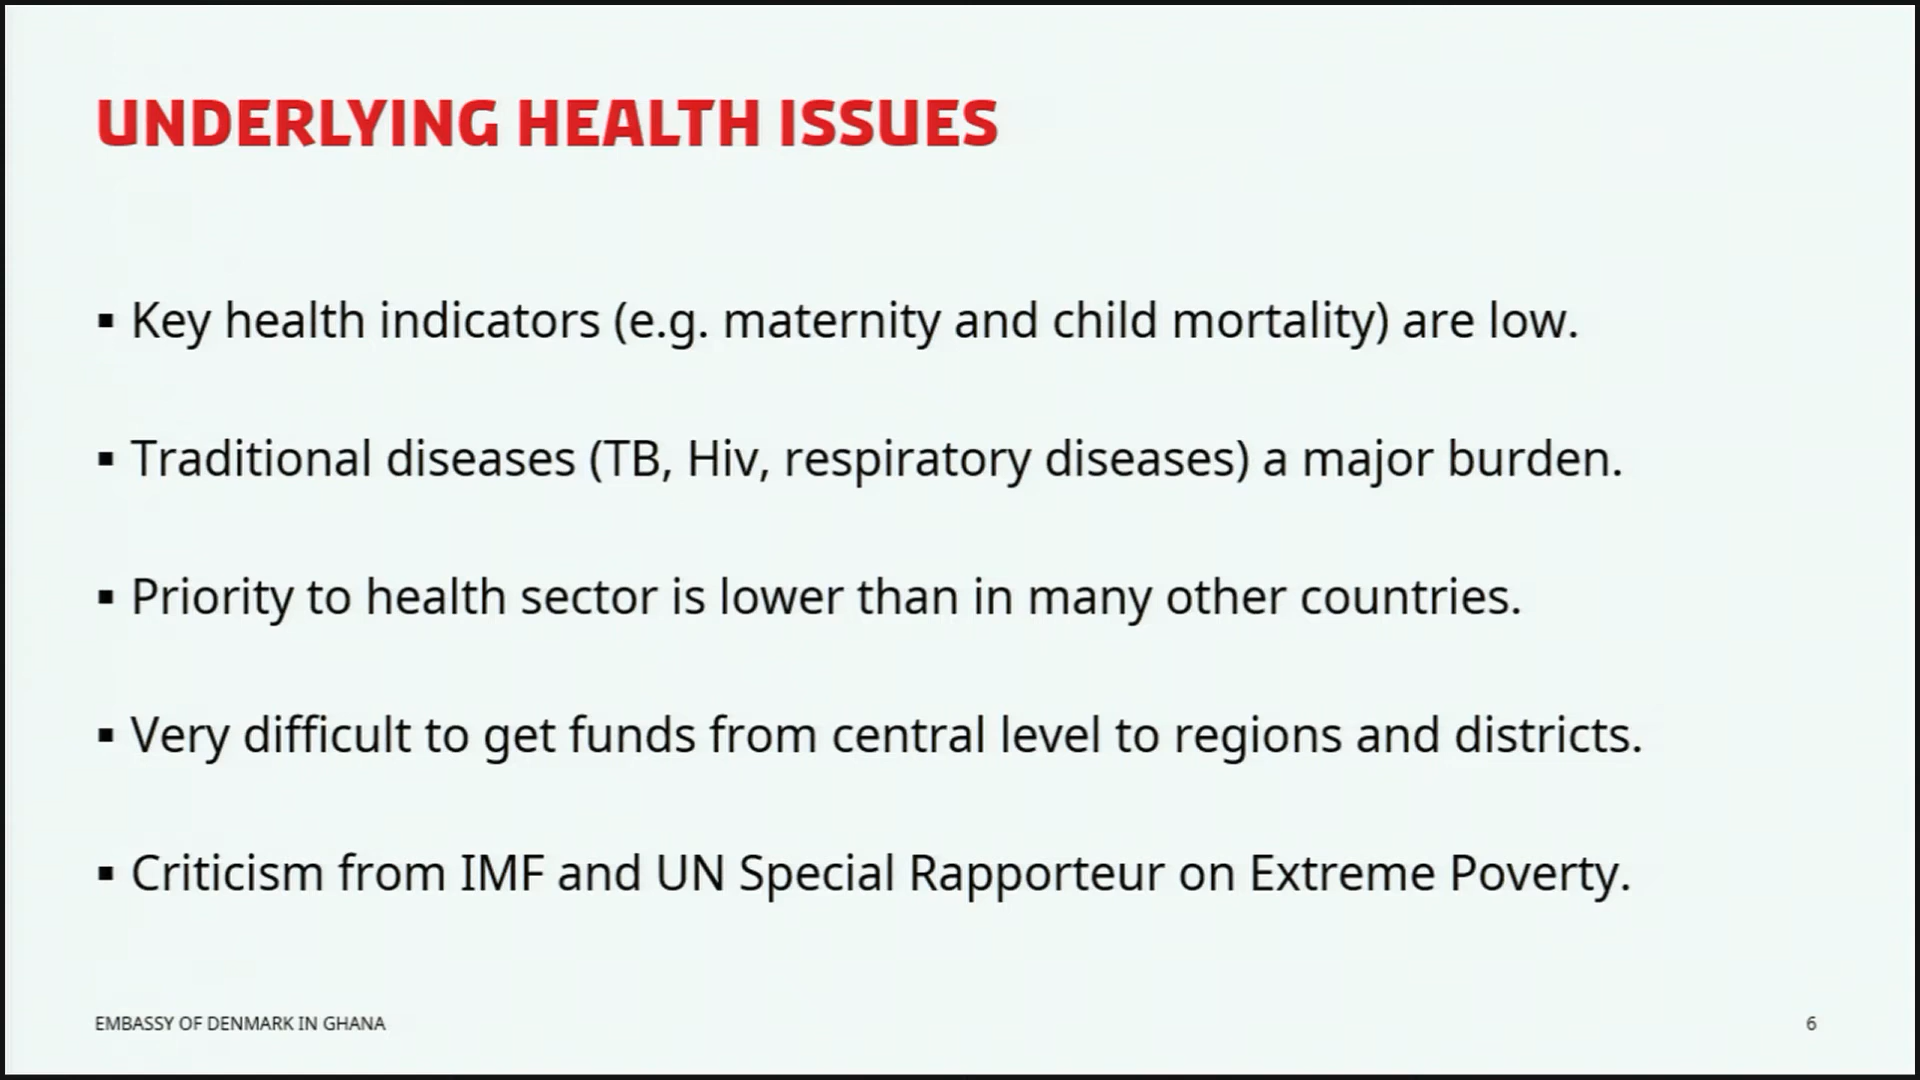 UNDERLYING HEALTH ISSUES
▪ Key health indicators (e.g. maternity and child mortality) are low.
▪ Traditional diseases (TB, Hiv, respiratory diseases) a major burden.
▪ Priority to health sector is lower than in many other countries.
▪ Very difficult to get funds from central level to regions and districts.
▪ Criticism from IMF and UN Special Rapporteur on Extreme Poverty.
EMBASSY OF DENMARK IN GHANA
6